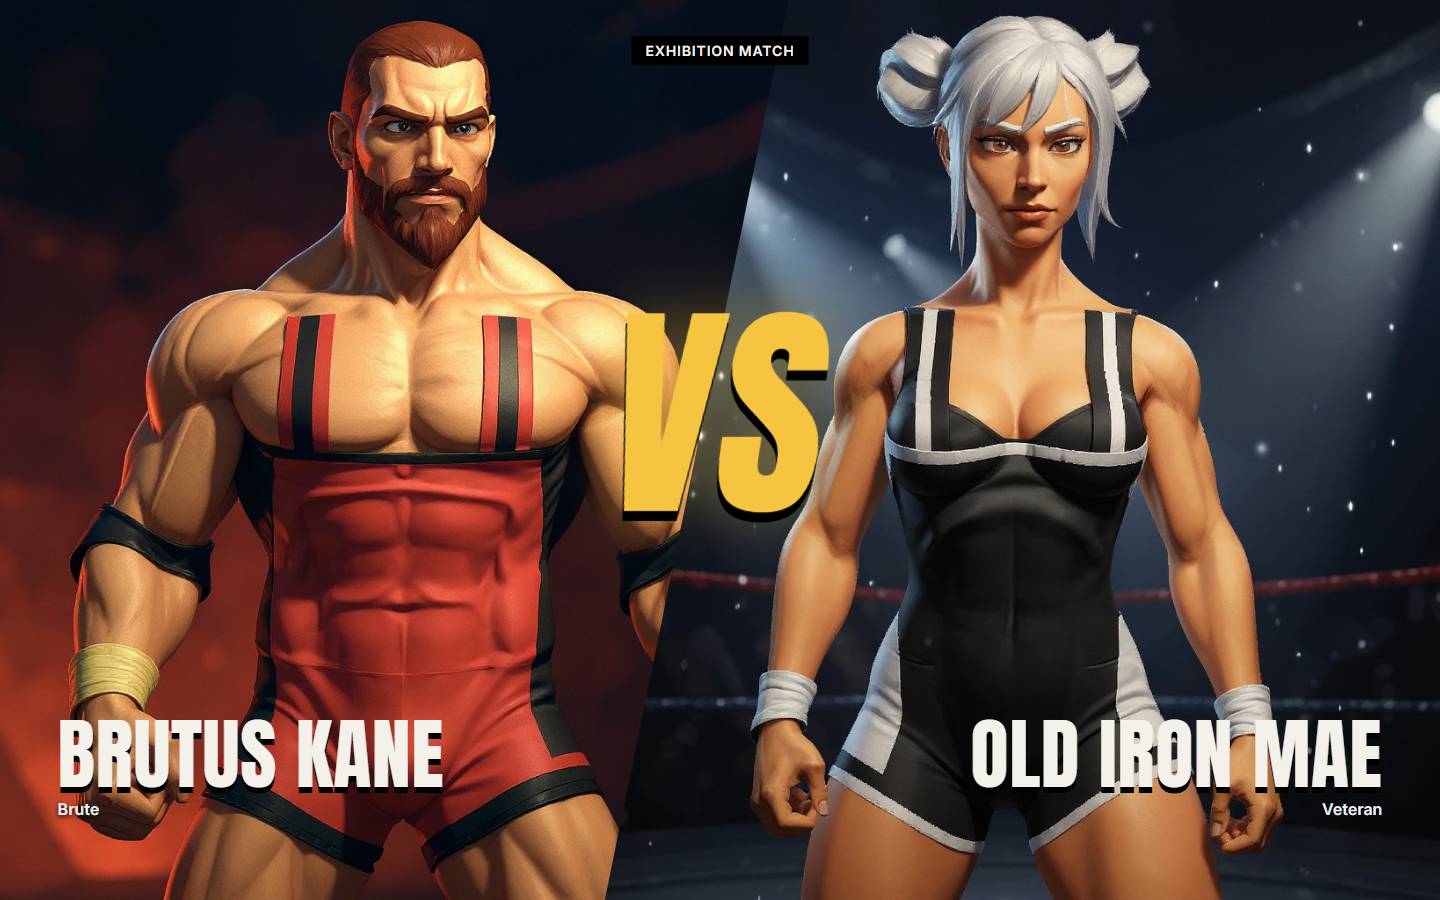 EXHIBITION MATCH
VS
BRUTUS KANE
Brute
OLD IRON MAE
Veteran